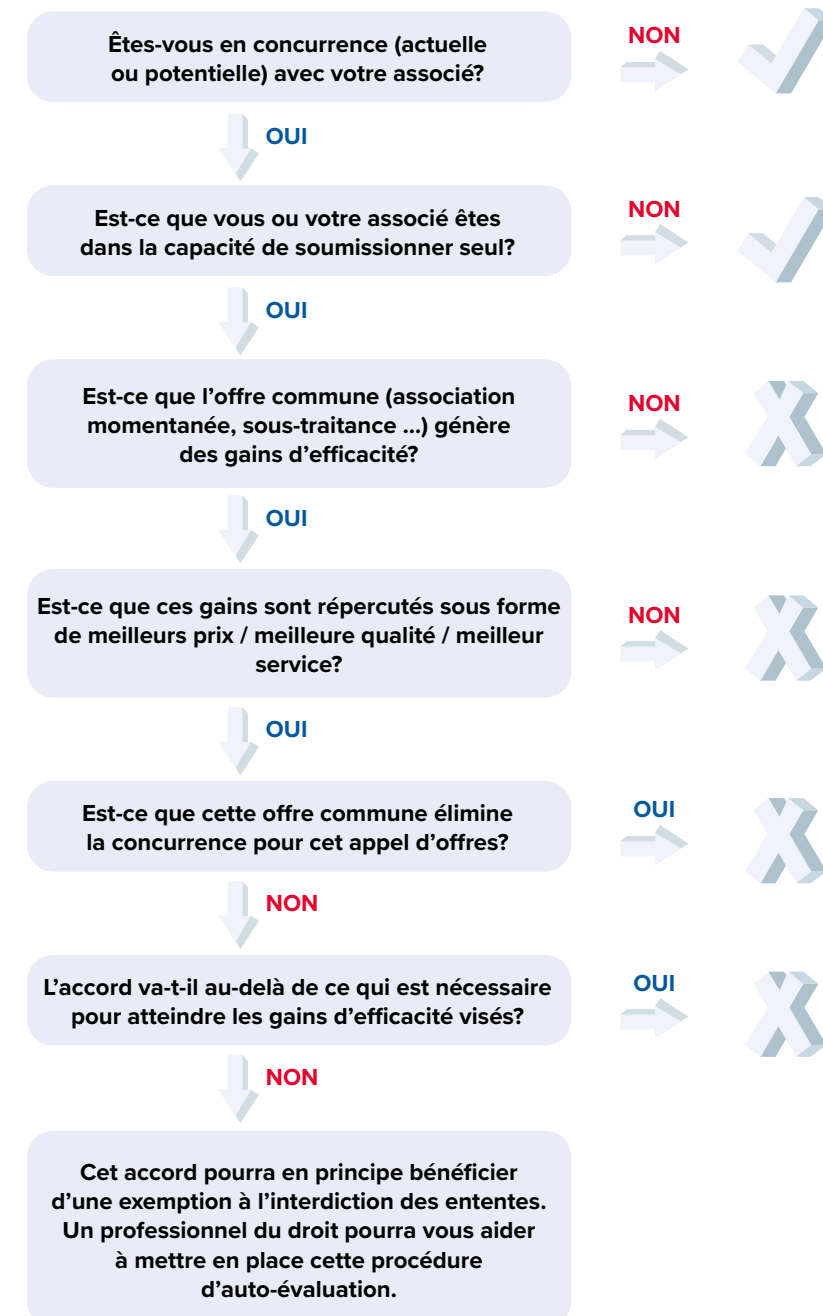 Êtes-vous en concurrence (actuelle
ou potentielle) avec votre associé?
NON
OUI
Est-ce que vous ou votre associé êtes
dans la capacité de soumissionner seul?
NON
OUI
Est-ce que l’offre commune (association
momentanée, sous-traitance ...) génère
des gains d’efficacité?
NON
OUI
Est-ce que ces gains sont répercutés sous forme
de meilleurs prix / meilleure qualité / meilleur
service?
NON
OUI
Est-ce que cette offre commune élimine
la concurrence pour cet appel d’offres?
OUI
NON
L’accord va-t-il au-delà de ce qui est nécessaire
pour atteindre les gains d’efficacité visés?
OUI
NON
Cet accord pourra en principe bénéficier
d’une exemption à l’interdiction des ententes.
Un professionnel du droit pourra vous aider
à mettre en place cette procédure
d’auto-évaluation.